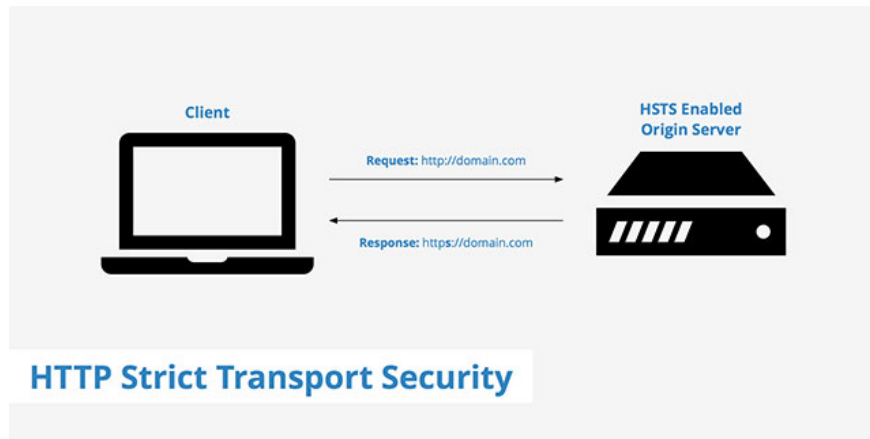 Client
HSTS Enabled
Origin Server
Request: http://domain.com
Response: https://domain.com
HTTP Strict Transport Security